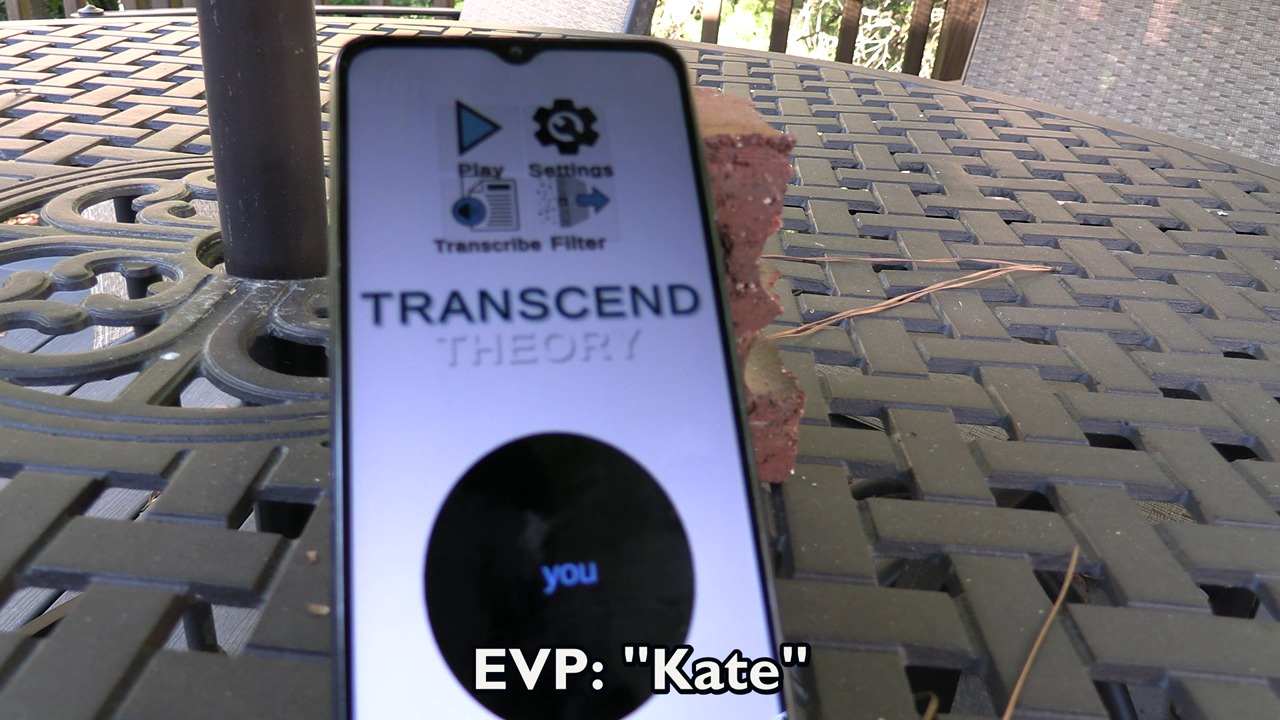 Play Settings
Transcribe Filter
TRANSCEND
THEORY
you
EVP: "Kate"